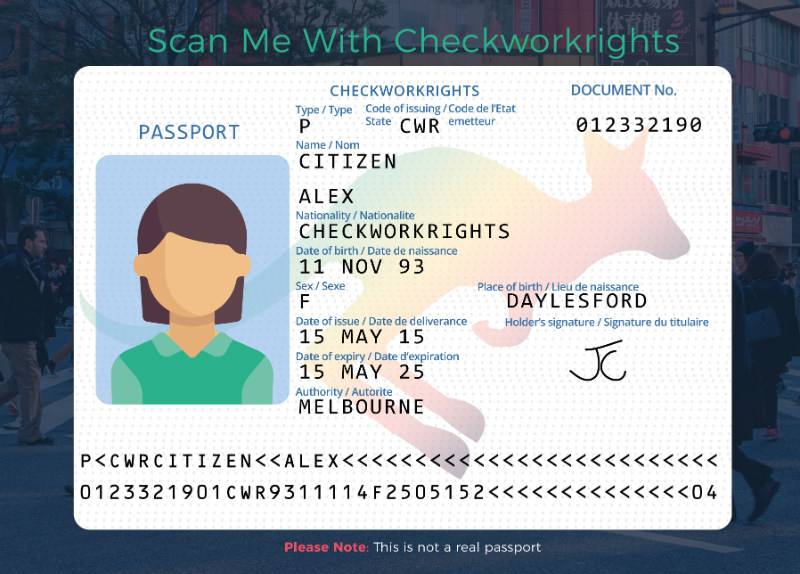 Scan Me With Checkworkrights
CHECKWORKRIGHTS
DOCUMENT No.
PASSPORT
Type / Type
Code of issuing / Code de l'Etat
State
emetteur
P
CWR
012332190
Name / Nom
CITIZEN
ALEX
Nationality / Nationalite
CHECKWORKRIGHTS
Date of birth / Date de naissance
11 NOV 93
Sex / Sexe
F
Place of birth / Lieu de naissance
DAYLESFORD
Date of issue / Date de deliverance
15 MAY 15
Holder's signature / Signature du titulaire
JC
Date of expiry / Date d'expiration
15 MAY 25
Authority / Autorite
MELBOURNE
P<CWRCITIZEN<<ALEX<<<<<<<<<<<<<<<<<<<<<<<<<<
0123321901CWR9311114F2505152<<<<<<<<<<<<<<04
Please Note: This is not a real passport